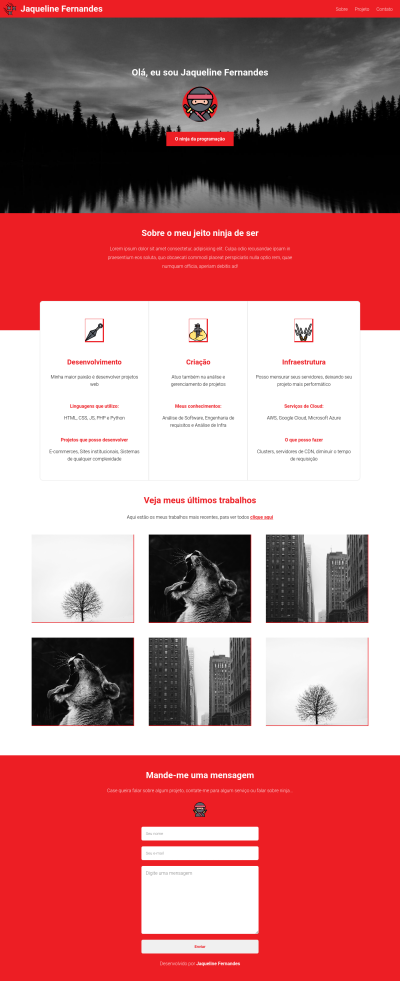 Jaqueline Fernandes
Sobre Projeto Contato
Olá, eu sou Jaqueline Fernandes
O ninja da programação
Sobre o meu jeito ninja de ser
Lorem ipsum dolor sit amet consectetur, adipisicing elit. Culpa odio recusandae ipsum in
praesentium eos soluta, quo obcaecati commodi placeat perspiciatis nulla optio rem, quae
numquam officia, aperiam debitis ad!
Desenvolvimento
Minha maior paixão é desenvolver projetos
web
Linguagens que utilizo:
HTML, CSS, JS, PHP e Python
Projetos que posso desenvolver
E-commerces, Sites institucionais, Sistemas
de qualquer complexidade
Criação
Atuo também na análise e
gerenciamento de projetos
Meus conhecimentos:
Análise de Software, Engenharia de
requisitos e Análise de Infra
Infraestrutura
Posso mensurar seus servidores, deixando seu
projeto mais performático
Serviços de Cloud:
AWS, Google Cloud, Microsoft Azure
O que posso fazer
Clusters, servidores de CDN, diminuir o tempo
de requisição
Veja meus últimos trabalhos
Aqui estão os meus trabalhos mais recentes, para ver todos clique aqui
Mande-me uma mensagem
Caso queira falar sobre algum projeto, contate-me para algum serviço ou falar sobre ninja...
Seu nome
Seu e-mail
Digite uma mensagem
Enviar
Desenvolvido por Jaqueline Fernandes